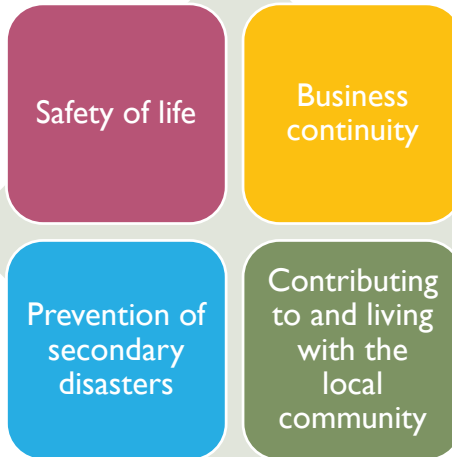 Safety of life
Business
continuity
Prevention of
secondary
disasters
Contributing
to and living
with the
local
community